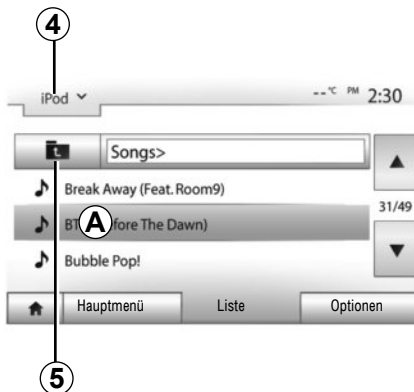 4
iPod --°C PM 2:30
Songs>
Break Away (Feat. Room9)
31/49
BT A fore The Dawn)
Bubble Pop!
Hauptmenü Liste Optionen
5